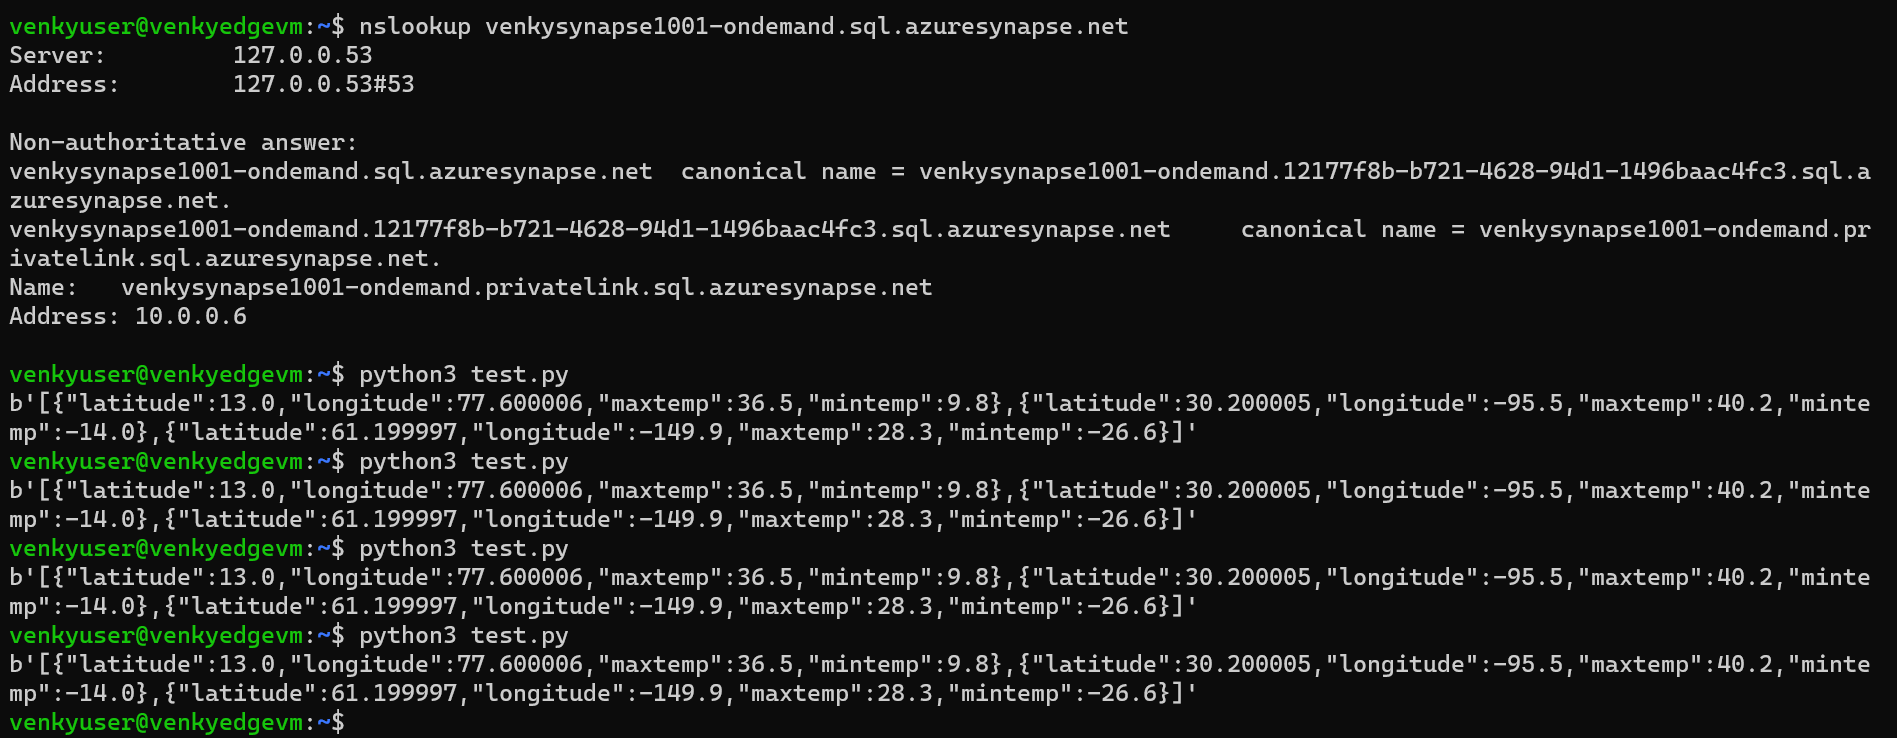 venkyuser@venkyedgevm:~$ nslookup venkysynapse1001-ondemand.sql.azuresynapse.net
Server:         127.0.0.53
Address:        127.0.0.53#53
Non-authoritative answer:
venkysynapse1001-ondemand.sql.azuresynapse.net  canonical name = venkysynapse1001-ondemand.12177f8b-b721-4628-94d1-1496baac4fc3.sql.a
zuresynapse.net.
venkysynapse1001-ondemand.12177f8b-b721-4628-94d1-1496baac4fc3.sql.azuresynapse.net     canonical name = venkysynapse1001-ondemand.pr
ivatelink.sql.azuresynapse.net.
Name:   venkysynapse1001-ondemand.privatelink.sql.azuresynapse.net
Address: 10.0.0.6
venkyuser@venkyedgevm:~$ python3 test.py
b'[{"latitude":13.0,"longitude":77.600006,"maxtemp":36.5,"mintemp":9.8},{"latitude":30.200005,"longitude":-95.5,"maxtemp":40.2,"minte
mp":-14.0},{"latitude":61.199997,"longitude":-149.9,"maxtemp":28.3,"mintemp":-26.6}]'
venkyuser@venkyedgevm:~$ python3 test.py
b'[{"latitude":13.0,"longitude":77.600006,"maxtemp":36.5,"mintemp":9.8},{"latitude":30.200005,"longitude":-95.5,"maxtemp":40.2,"minte
mp":-14.0},{"latitude":61.199997,"longitude":-149.9,"maxtemp":28.3,"mintemp":-26.6}]'
venkyuser@venkyedgevm:~$ python3 test.py
b'[{"latitude":13.0,"longitude":77.600006,"maxtemp":36.5,"mintemp":9.8},{"latitude":30.200005,"longitude":-95.5,"maxtemp":40.2,"minte
mp":-14.0},{"latitude":61.199997,"longitude":-149.9,"maxtemp":28.3,"mintemp":-26.6}]'
venkyuser@venkyedgevm:~$ python3 test.py
b'[{"latitude":13.0,"longitude":77.600006,"maxtemp":36.5,"mintemp":9.8},{"latitude":30.200005,"longitude":-95.5,"maxtemp":40.2,"minte
mp":-14.0},{"latitude":61.199997,"longitude":-149.9,"maxtemp":28.3,"mintemp":-26.6}]'
venkyuser@venkyedgevm:~$